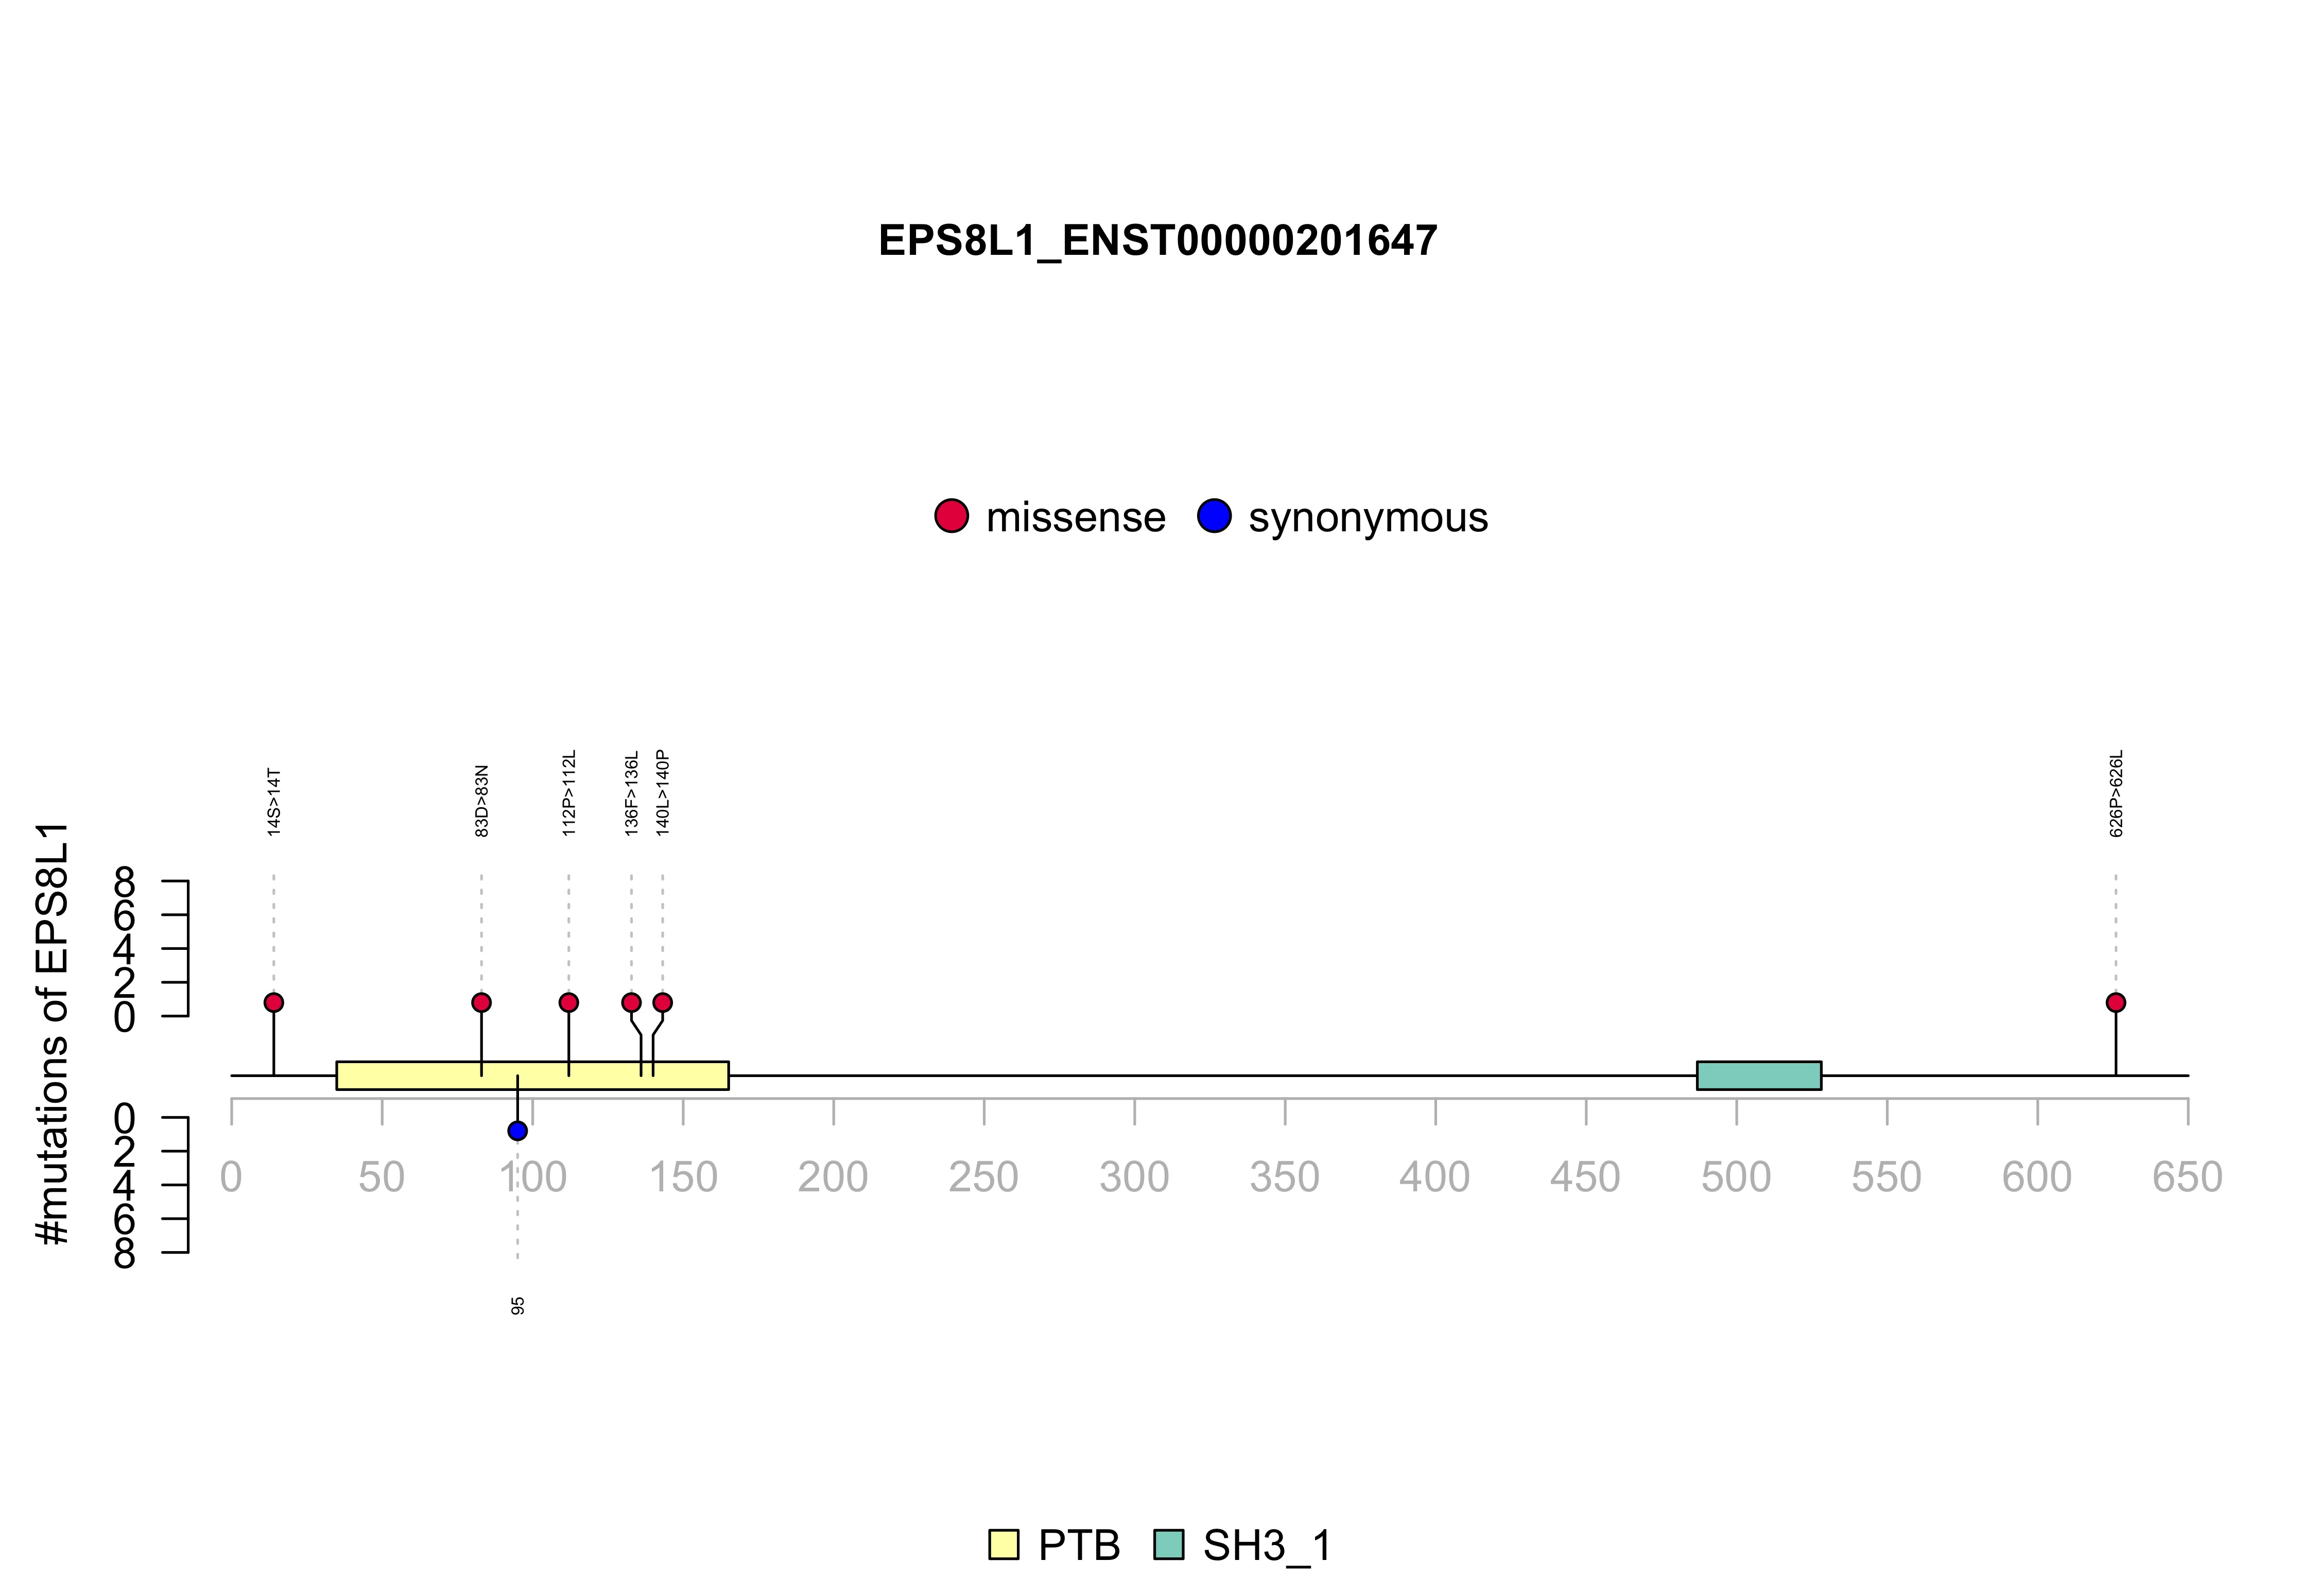 EPS8L1_ENST00000201647
missense synonymous
14S>14T
83D>83N
112P>112L
136F>136L
140L>140P
626P>626L
#mutations of EPS8L1
8
6
4
2
0
0
2
4
6
8
0 50 100 150 200 250 300 350 400 450 500 550 600 650
95
PTB SH3_1